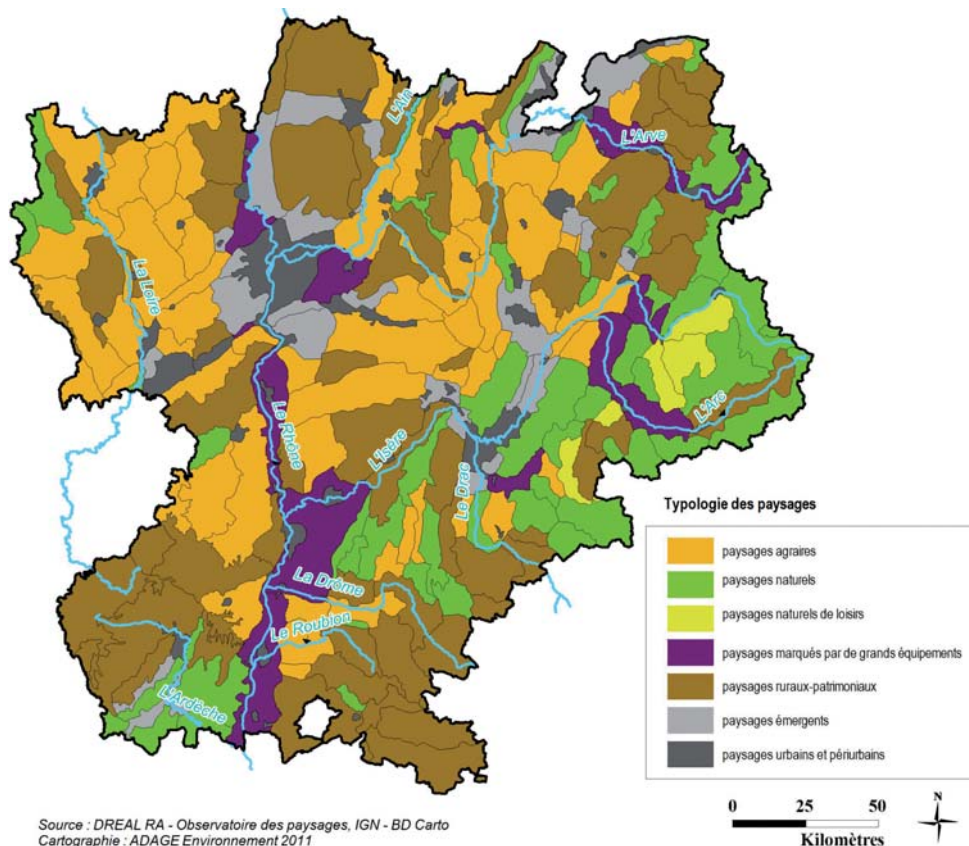 L'Ain
L'Arve
La Loire
Le Rhône
L'Isère
Le Drac
L'Arc
La Drôme
Le Roubion
L'Ardèche
Typologie des paysages
paysages agraires
paysages naturels
paysages naturels de loisirs
paysages marqués par de grands équipements
paysages ruraux-patrimoniaux
paysages émergents
paysages urbains et périurbains
0 25 50
Kilomètres
N
Source : DREAL RA - Observatoire des paysages, IGN - BD Carto
Cartographie : ADAGE Environnement 2011